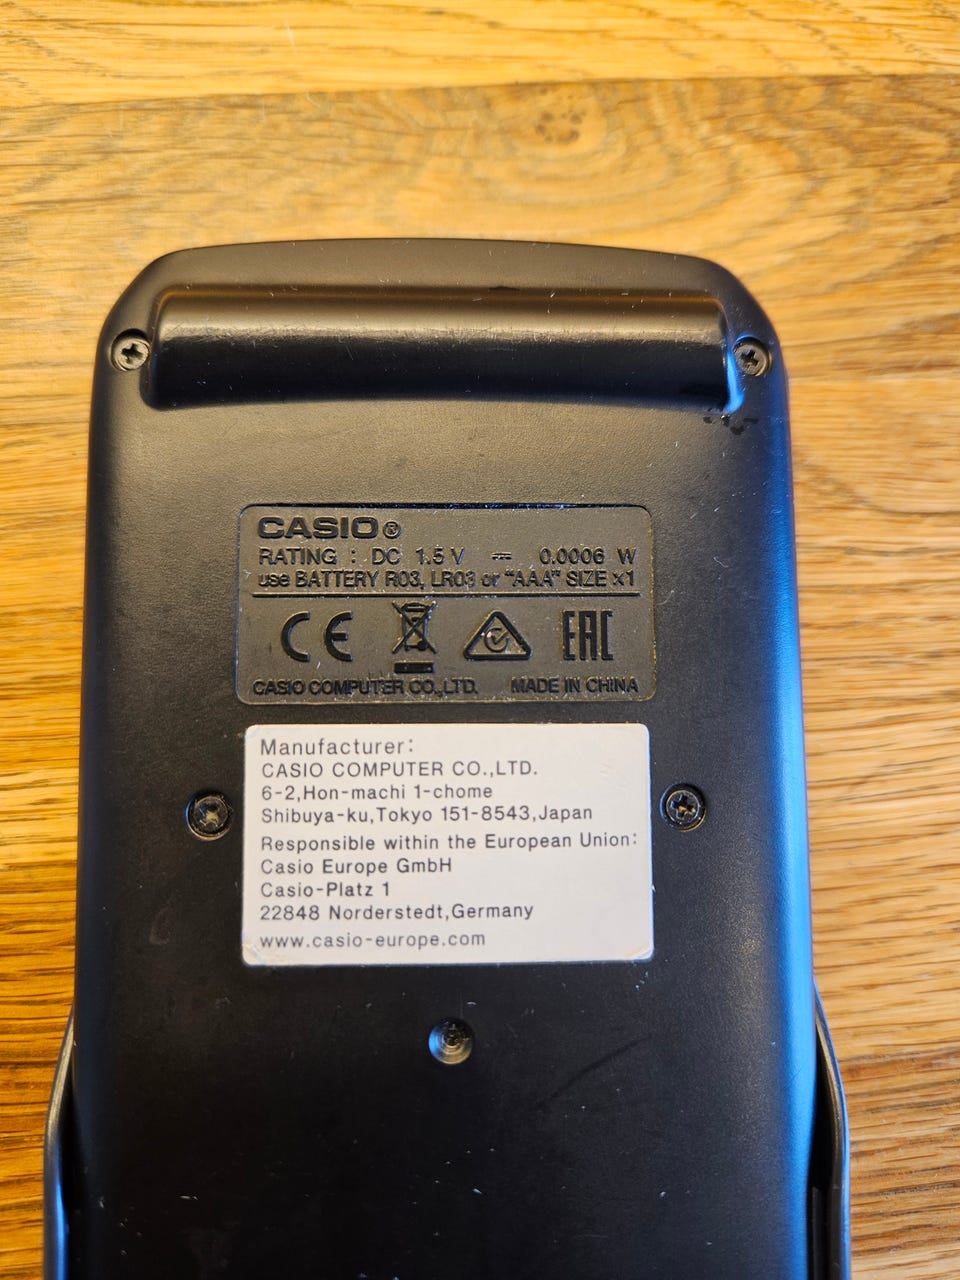 CASIO®
RATING : DC 1.5 V ⎓ 0.0006 W
use BATTERY R03, LR03 or “AAA” SIZE ×1
CE EAC
CASIO COMPUTER CO.,LTD. MADE IN CHINA
Manufacturer:
CASIO COMPUTER CO.,LTD.
6-2,Hon-machi 1-chome
Shibuya-ku,Tokyo 151-8543,Japan
Responsible within the European Union:
Casio Europe GmbH
Casio-Platz 1
22848 Norderstedt,Germany
www.casio-europe.com